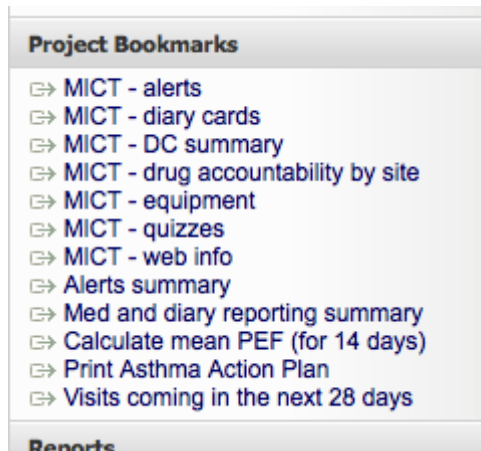 Project Bookmarks
MICT - alerts
MICT - diary cards
MICT - DC summary
MICT - drug accountability by site
MICT - equipment
MICT - quizzes
MICT - web info
Alerts summary
Med and diary reporting summary
Calculate mean PEF (for 14 days)
Print Asthma Action Plan
Visits coming in the next 28 days
Reports